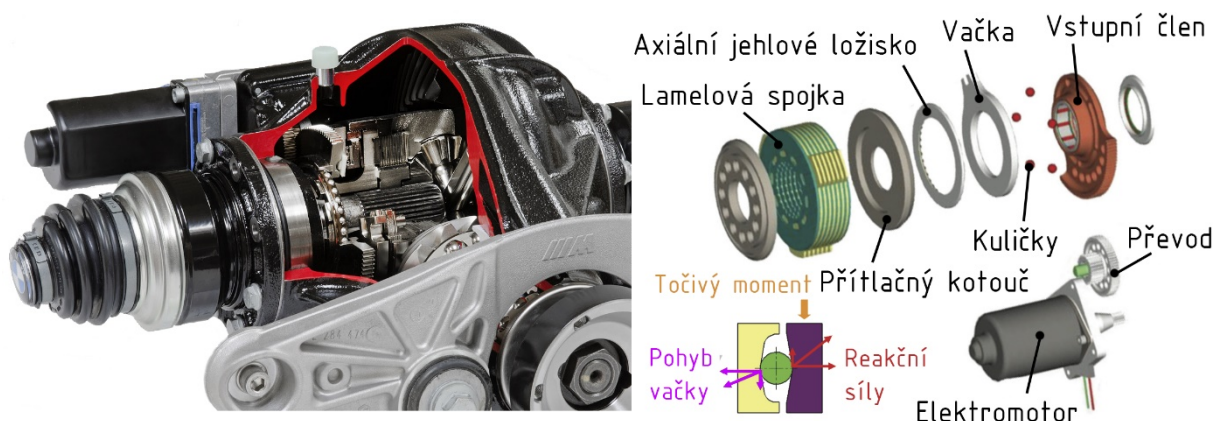 Axiální jehlové ložisko
Vačka
Vstupní člen
Lamelová spojka
Kuličky
Převod
Přítlačný kotouč
Točivý moment
Pohyb
vačky
Reakční
síly
Elektromotor